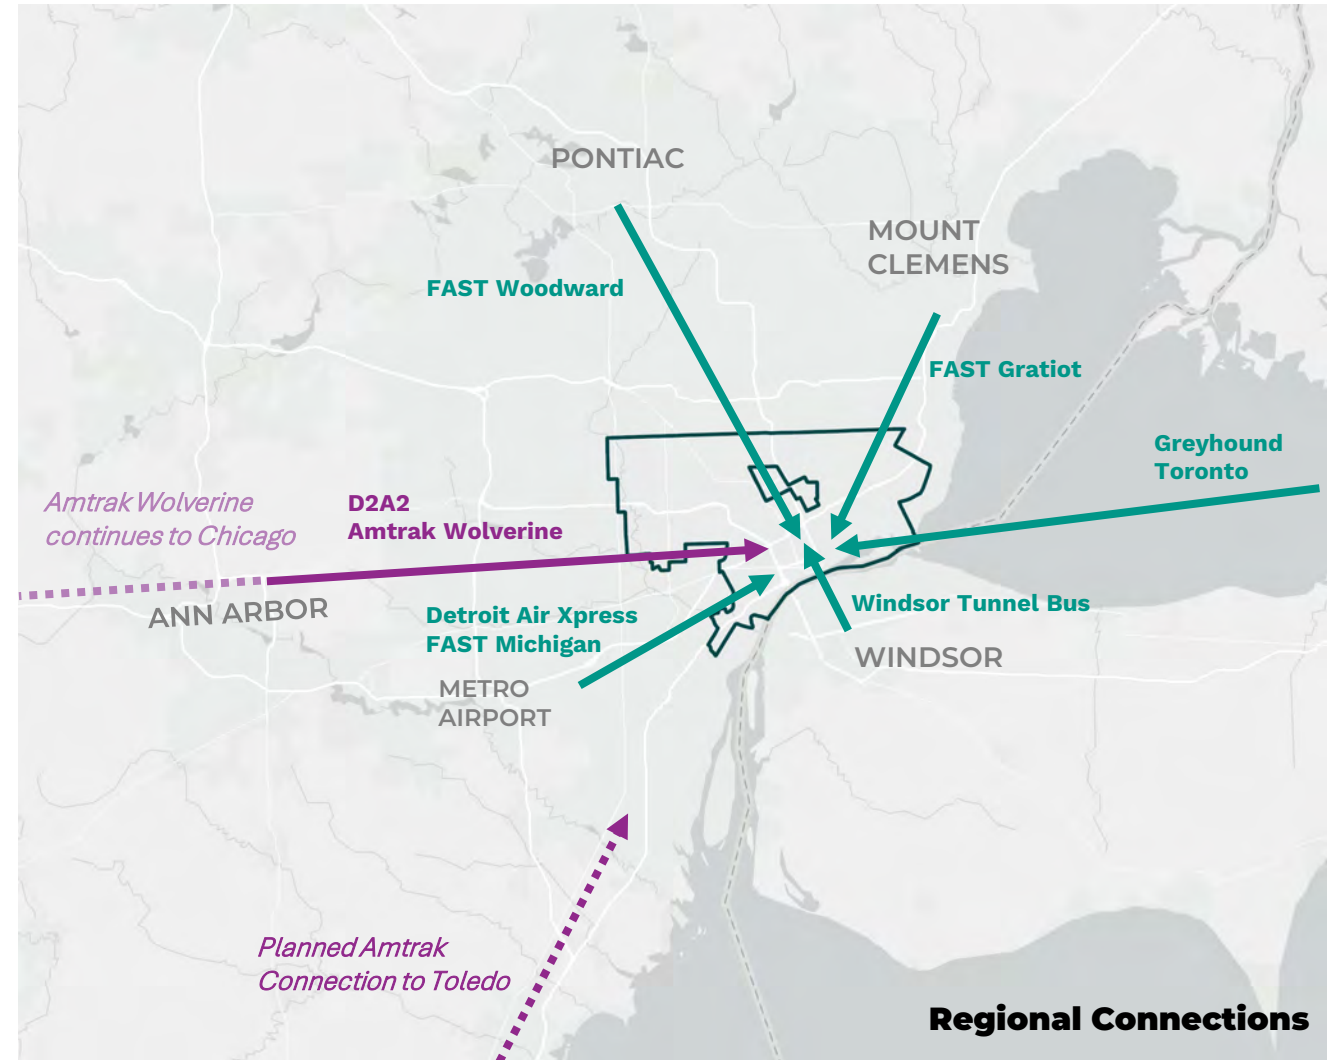 PONTIAC
MOUNT
CLEMENS
FAST Woodward
FAST Gratiot
Greyhound
Toronto
Amtrak Wolverine
continues to Chicago
D2A2
Amtrak Wolverine
ANN ARBOR
Detroit Air Xpress
FAST Michigan
Windsor Tunnel Bus
WINDSOR
METRO
AIRPORT
Planned Amtrak
Connection to Toledo
Regional Connections